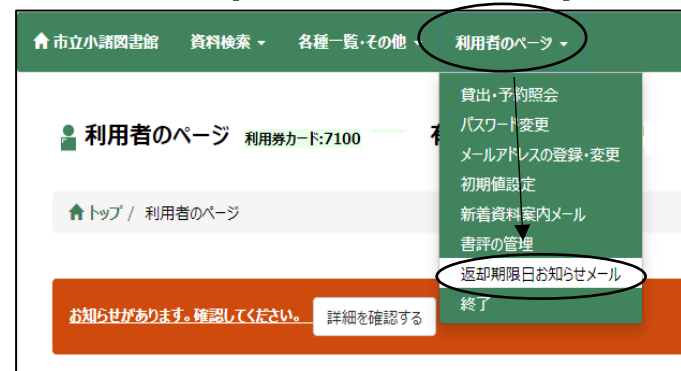 市立小諸図書館 資料検索 各種一覧・その他 利用者のページ
貸出・予約照会
パスワード変更
メールアドレスの登録・変更
初期値設定
新着資料案内メール
書評の管理
返却期限日お知らせメール
終了
利用者のページ 利用券カード:7100
トップ / 利用者のページ
お知らせがあります。確認してください。 詳細を確認する